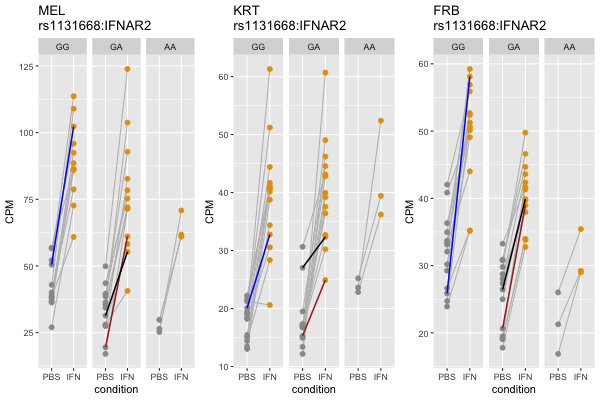 MEL
rs1131668:IFNAR2
GG GA AA
CPM
125
100
75
50
25
PBS IFN PBS IFN PBS IFN
condition
KRT
rs1131668:IFNAR2
GG GA AA
CPM
60
50
40
30
20
10
PBS IFN PBS IFN PBS IFN
condition
FRB
rs1131668:IFNAR2
GG GA AA
CPM
60
50
40
30
20
PBS IFN PBS IFN PBS IFN
condition